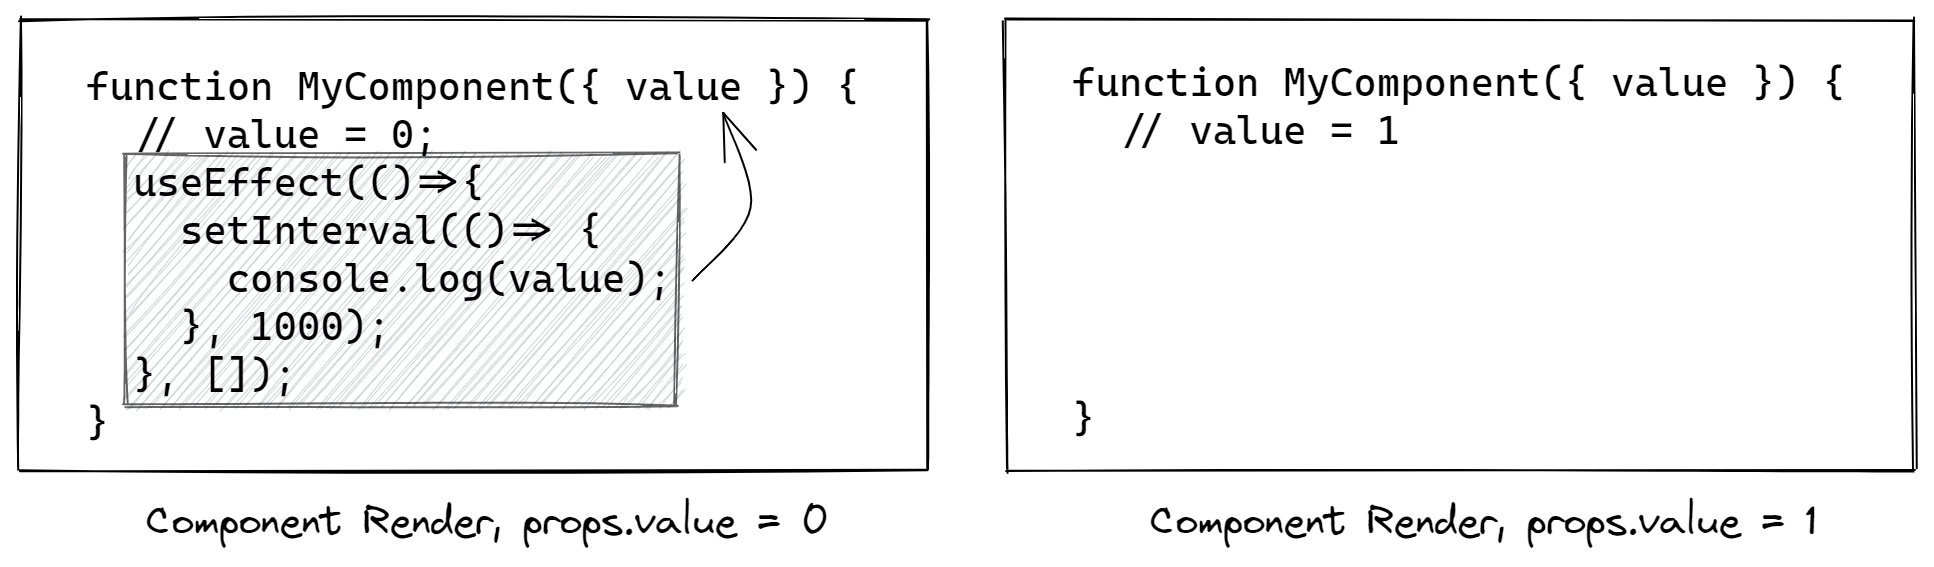 function MyComponent({ value }) {
  // value = 0;
  useEffect(()=>{
    setInterval(()=> {
      console.log(value);
    }, 1000);
  }, []);
}
Component Render, props.value = 0
function MyComponent({ value }) {
  // value = 1
}
Component Render, props.value = 1